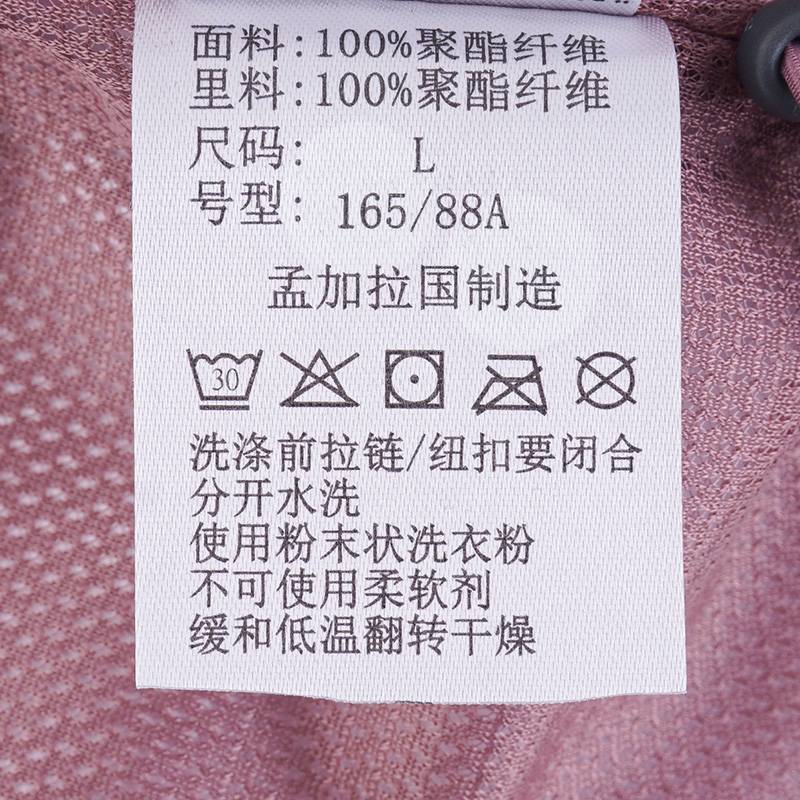 面料:100%聚酯纤维
里料:100%聚酯纤维
尺码: L
号型: 165/88A
孟加拉国制造
30
洗涤前拉链/纽扣要闭合
分开水洗
使用粉末状洗衣粉
不可使用柔软剂
缓和低温翻转干燥